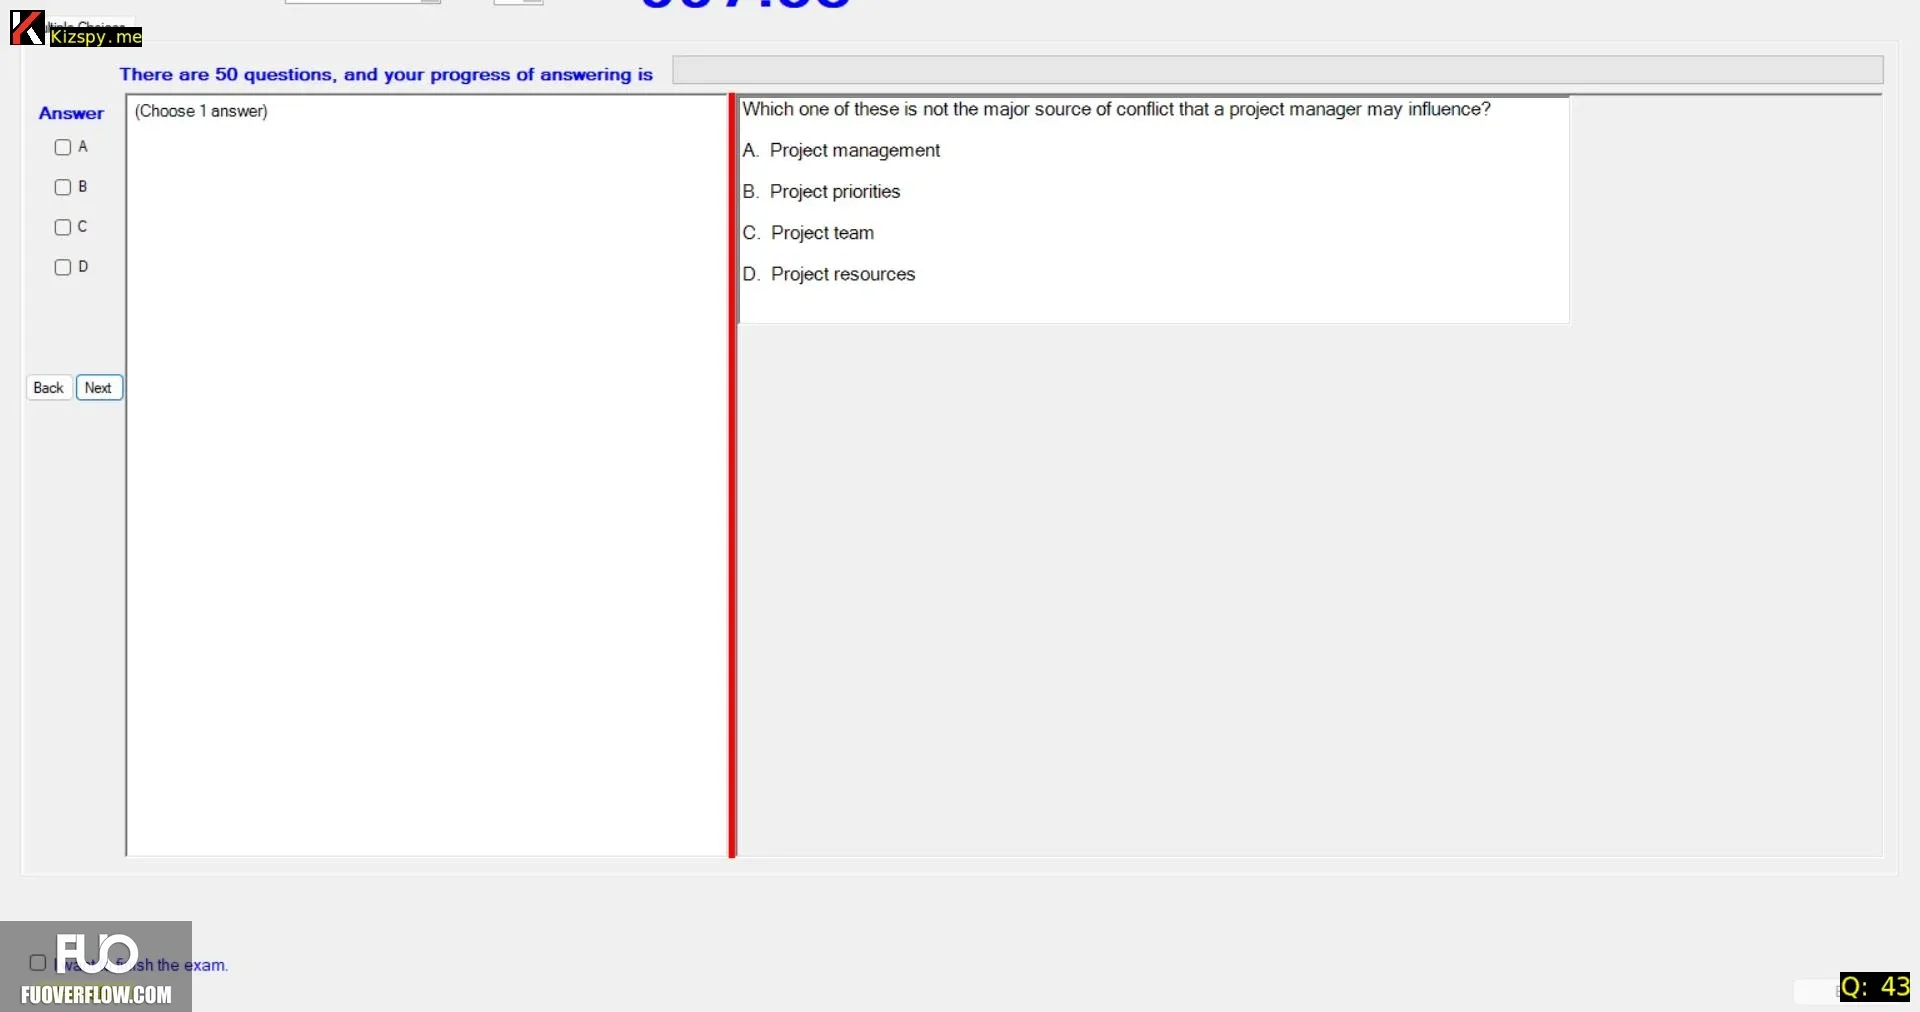 Kizspy.me
There are 50 questions, and your progress of answering is
Answer
(Choose 1 answer)
A
B
C
D
Back
Next
Which one of these is not the major source of conflict that a project manager may influence?
A. Project management
B. Project priorities
C. Project team
D. Project resources
FUO
the exam.
FUOVERFLOW.COM
Q: 43